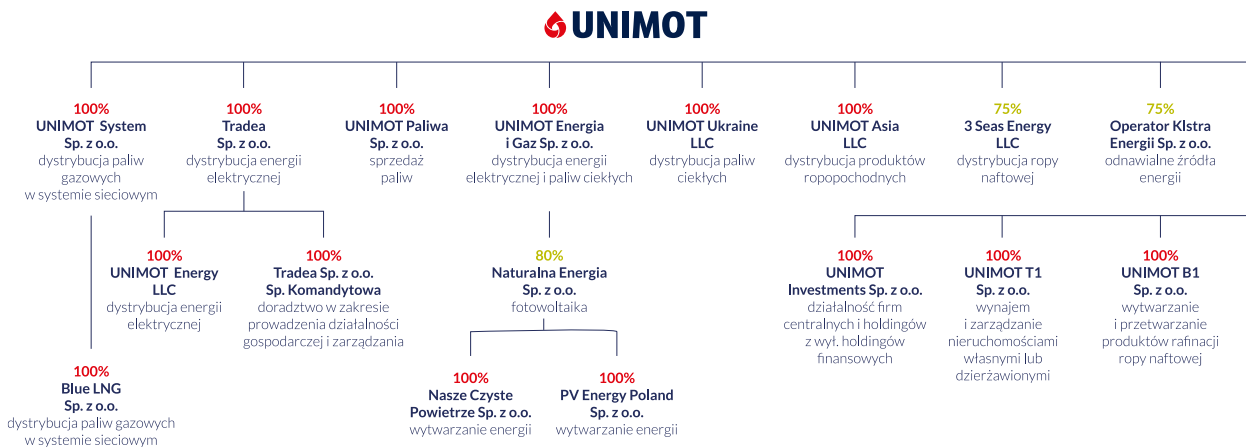 UNIMOT
100%
UNIMOT System
Sp. z o.o.
dystrybucja paliw
gazowych
w systemie sieciowym
100%
Tradea
Sp. z o.o.
dystrybucja energii
elektrycznej
100%
UNIMOT Paliwa
Sp. z o.o.
sprzedaż
paliw
100%
UNIMOT Energia
i Gaz Sp. z o.o.
dystrybucja energii
elektrycznej i paliw ciekłych
100%
UNIMOT Ukraine
LLC
dystrybucja paliw
ciekłych
100%
UNIMOT Asia
LLC
dystrybucja produktów
ropopochodnych
75%
3 Seas Energy
LLC
dystrybucja ropy
naftowej
75%
Operator Klstra
Energii Sp. z o.o.
odnawialne źródła
energii
100%
UNIMOT Energy
LLC
dystrybucja energii
elektrycznej
100%
Tradea Sp. z o.o.
Sp. Komandytowa
doradztwo w zakresie
prowadzenia działalności
gospodarczej i zarządzania
80%
Naturalna Energia
Sp. z o.o.
fotowoltaika
100%
UNIMOT
Investments Sp. z o.o.
działalność firm
centralnych i holdingów
z wył. holdingów
finansowych
100%
UNIMOT T1
Sp. z o.o.
wynajem
i zarządzanie
nieruchomościami
własnymi lub
dzierżawionymi
100%
UNIMOT B1
Sp. z o.o.
wytwarzanie
i przetwarzanie
produktów rafinacji
ropy naftowej
100%
Blue LNG
Sp. z o.o.
dystrybucja paliw gazowych
w systemie sieciowym
100%
Nasze Czyste
Powietrze Sp. z o.o.
wytwarzanie energii
100%
PV Energy Poland
Sp. z o.o.
wytwarzanie energii